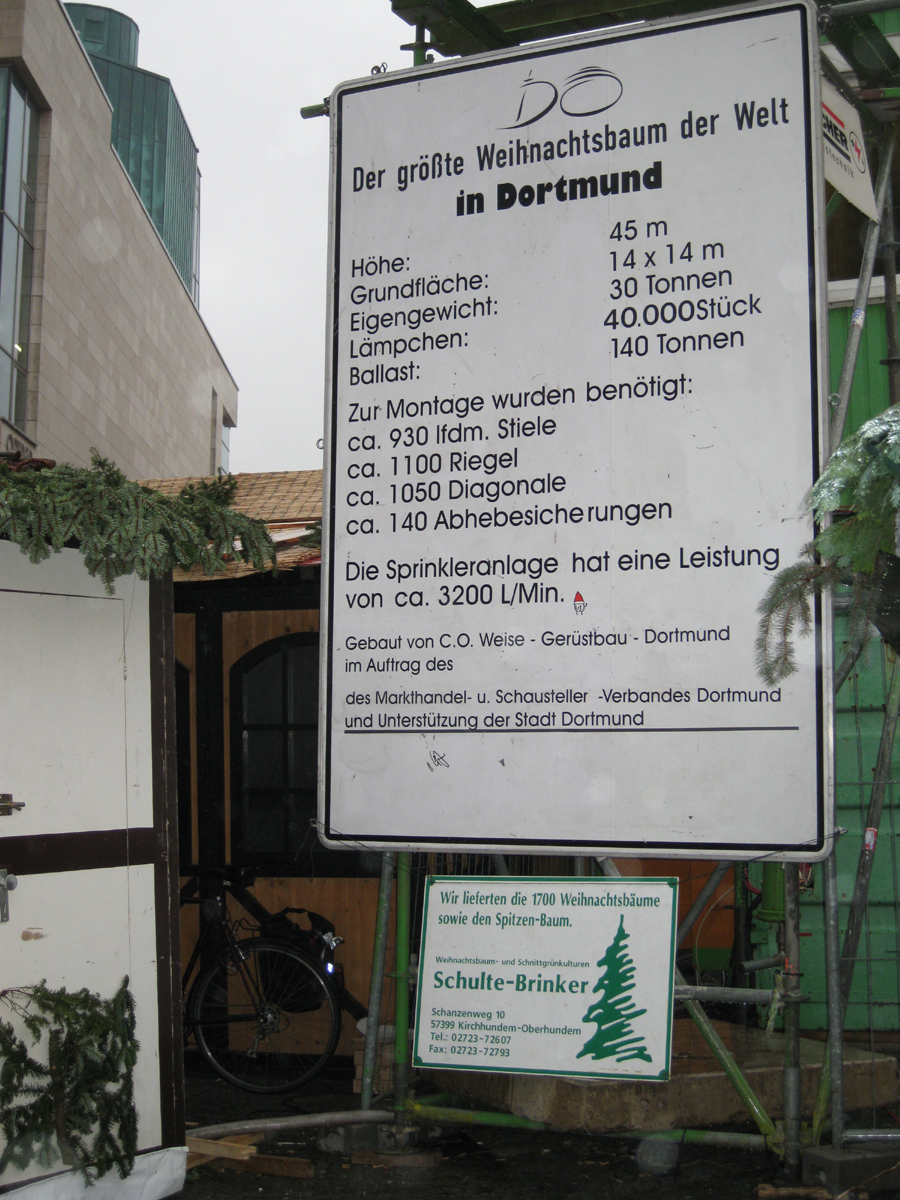 DO
Der größte Weihnachtsbaum der Welt
in Dortmund
Höhe: 45 m
Grundfläche: 14 x 14 m
Eigengewicht: 30 Tonnen
Lämpchen: 40.000Stück
Ballast: 140 Tonnen
Zur Montage wurden benötigt:
ca. 930 lfdm. Stiele
ca. 1100 Riegel
ca. 1050 Diagonale
ca. 140 Abhebesicherungen
Die Sprinkleranlage hat eine Leistung
von ca. 3200 L/Min.
Gebaut von C.O. Weise - Gerüstbau - Dortmund
im Auftrag des
des Markthandel- u. Schausteller -Verbandes Dortmund
und Unterstützung der Stadt Dortmund
Wir lieferten die 1700 Weihnachtsbäume
sowie den Spitzen-Baum.
Weihnachtsbaum- und Schnittgrünkulturen
Schulte-Brinker
Schanzenweg 10
57399 Kirchhundem-Oberhundem
Tel.: 02723-72607
Fax: 02723-72793